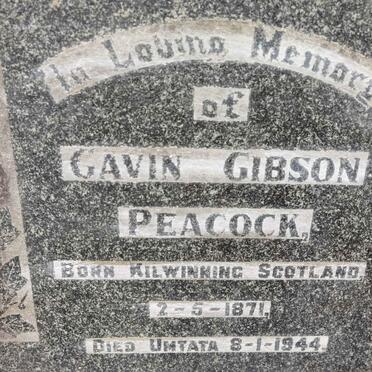 In Loving Memory
of
GAVIN GIBSON
PEACOCK,
BORN KILWINNING SCOTLAND,
2-5-1871,
DIED UMTATA 8-1-1944.